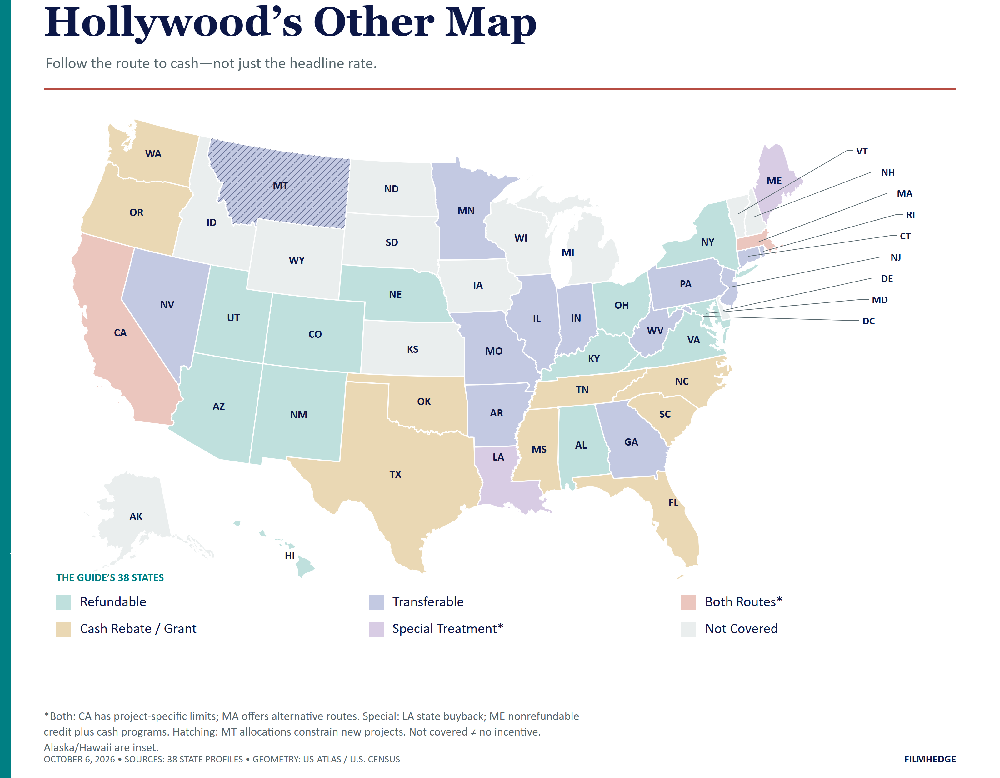 Hollywood’s Other Map
Follow the route to cash—not just the headline rate.
WA
OR
CA
ID
NV
MT
WY
UT
AZ
CO
NM
ND
SD
NE
KS
OK
TX
MN
IA
MO
AR
LA
WI
IL
MI
IN
OH
KY
TN
MS
AL
GA
FL
SC
NC
VA
WV
PA
NY
ME
VT
NH
MA
RI
CT
NJ
DE
MD
DC
AK
HI
THE GUIDE’S 38 STATES
Refundable
Transferable
Both Routes*
Cash Rebate / Grant
Special Treatment*
Not Covered
*Both: CA has project-specific limits; MA offers alternative routes. Special: LA state buyback; ME nonrefundable
credit plus cash programs. Hatching: MT allocations constrain new projects. Not covered ≠ no incentive.
Alaska/Hawaii are inset.
OCTOBER 6, 2026 • SOURCES: 38 STATE PROFILES • GEOMETRY: US-ATLAS / U.S. CENSUS
FILMHEDGE